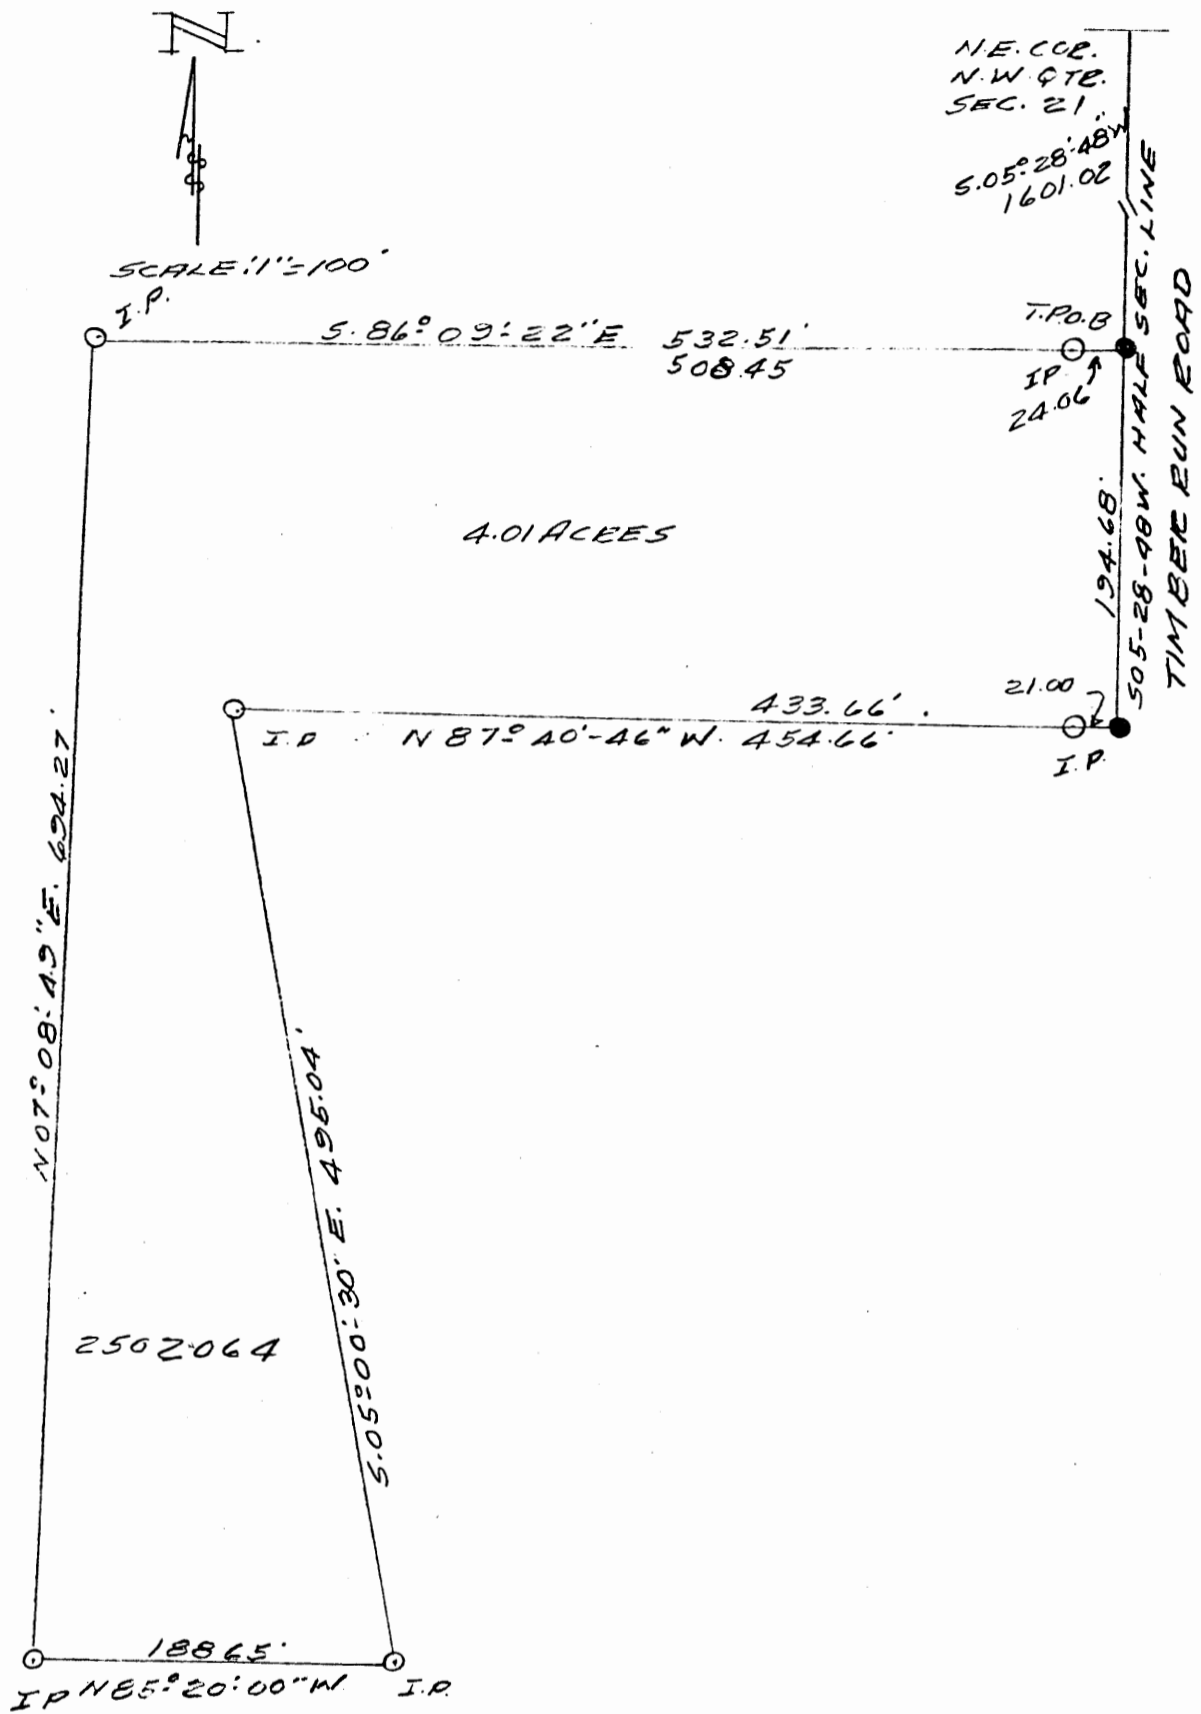 N
N.E. COR.
N.W. QTR.
SEC. 21
S.05°-28'-48"W
1601.02
SCALE: 1"=100'
I.P.
S. 86° 09'-22" E 532.51'
508.45
T.P.O.B
IP
24.06
S05-28-48W. HALF SEC. LINE
TIMBER RUN ROAD
194.68'
4.01 ACRES
21.00
433.66'
I.P N 87° 40'-46" W. 454.66'
I.P.
N07°-08'-49"E. 694.27'
S.05°00'-30" E. 495.04'
2502064
188.65'
IP N85°-20'-00"W. I.P.